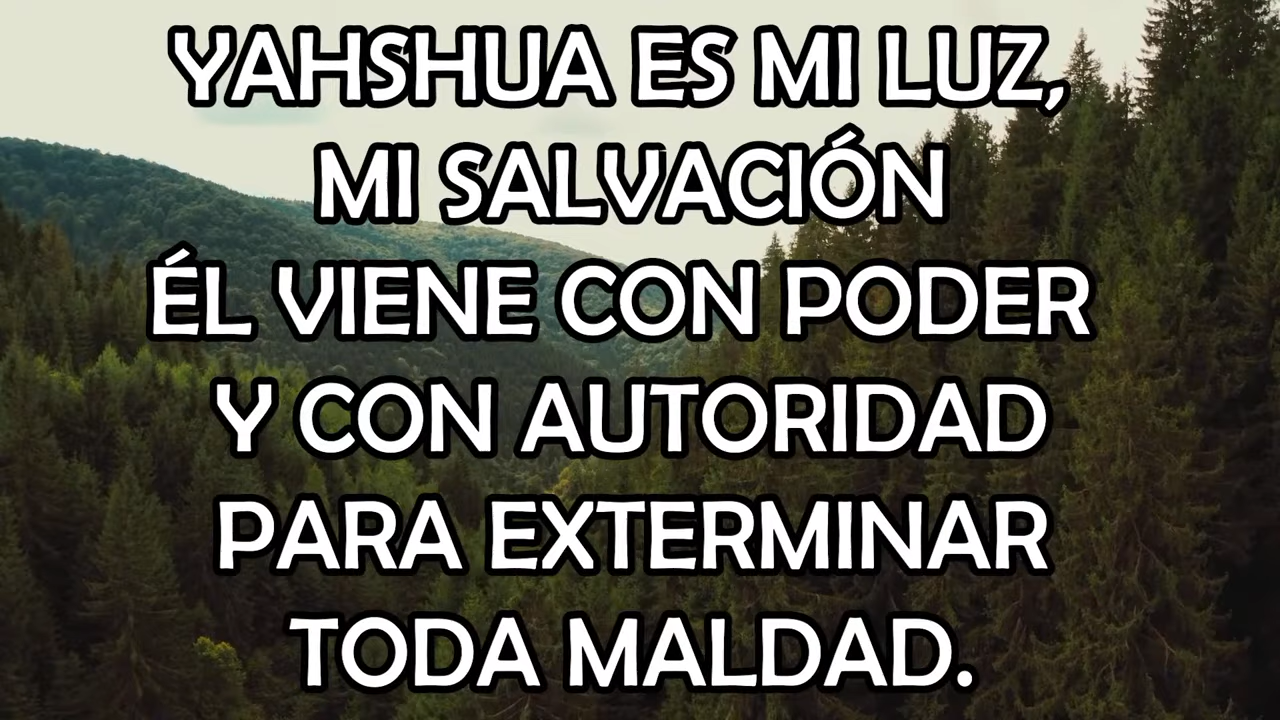 YAHSHUA ES MI LUZ,
MI SALVACIÓN
ÉL VIENE CON PODER
Y CON AUTORIDAD
PARA EXTERMINAR
TODA MALDAD.